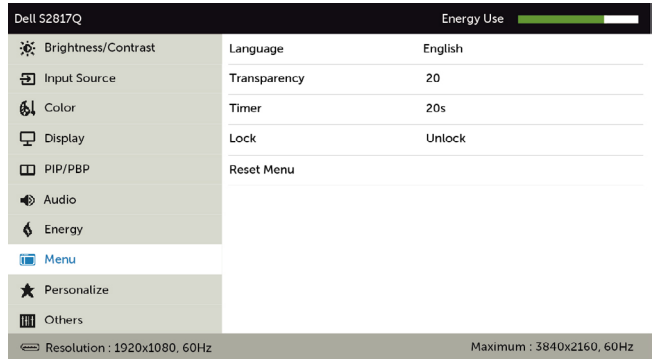 Dell S2817Q Energy Use
Brightness/Contrast Language English
Input Source Transparency 20
Color Timer 20s
Display Lock Unlock
PIP/PBP Reset Menu
Audio
Energy
Menu
Personalize
Others
Resolution : 1920x1080, 60Hz Maximum : 3840x2160, 60Hz